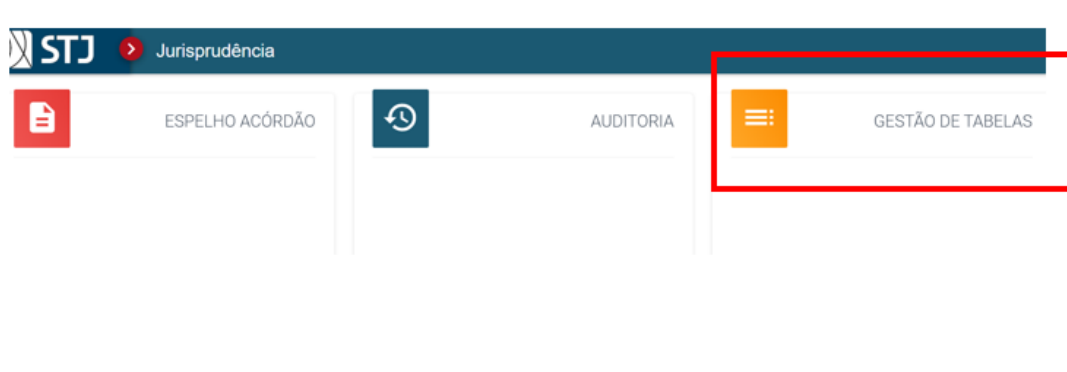 STJ Jurisprudência
ESPELHO ACÓRDÃO AUDITORIA GESTÃO DE TABELAS